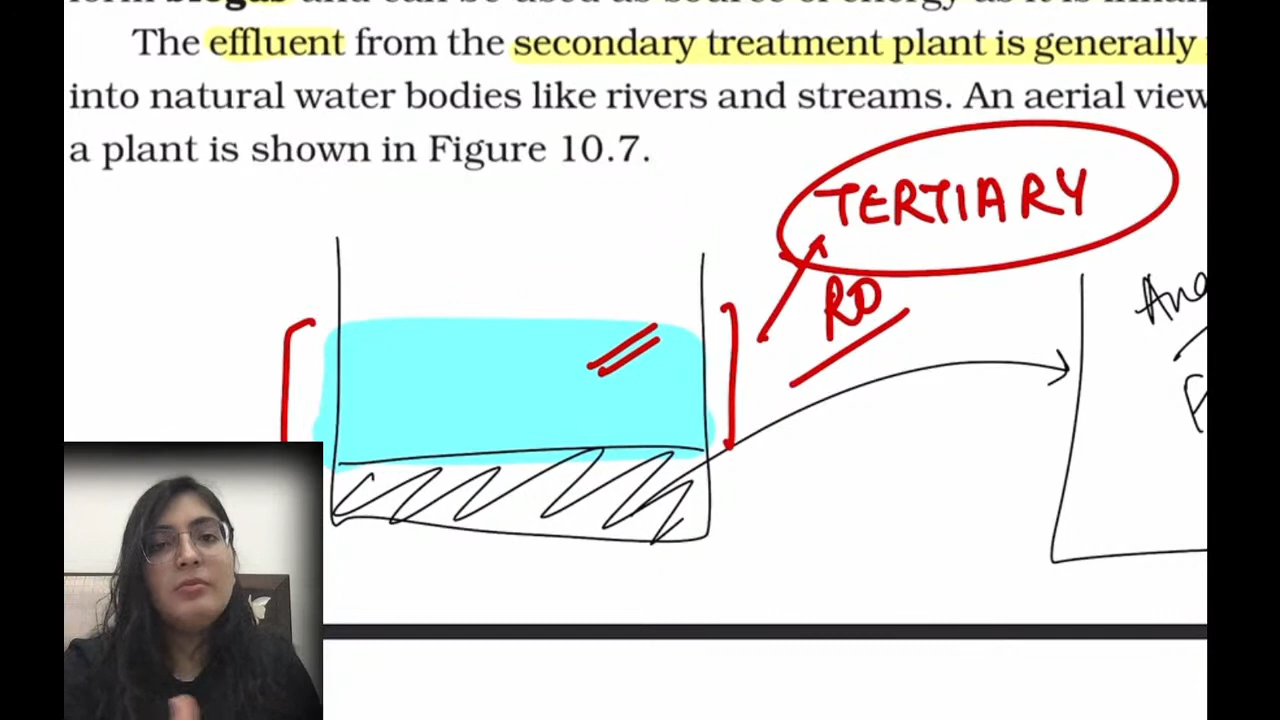 The effluent from the secondary treatment plant is generally
into natural water bodies like rivers and streams. An aerial view
a plant is shown in Figure 10.7.
TERTIARY
RO